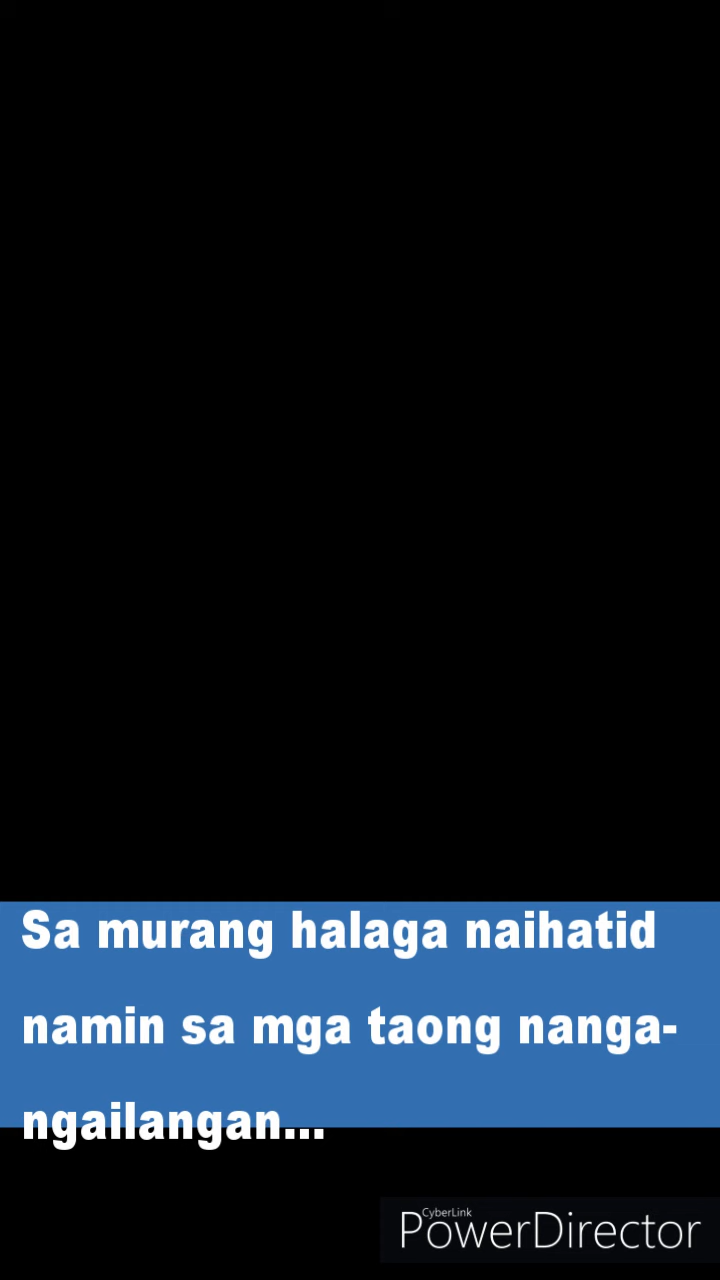 Sa murang halaga naihatid
namin sa mga taong nanga-
ngailangan...
CyberLink
PowerDirector